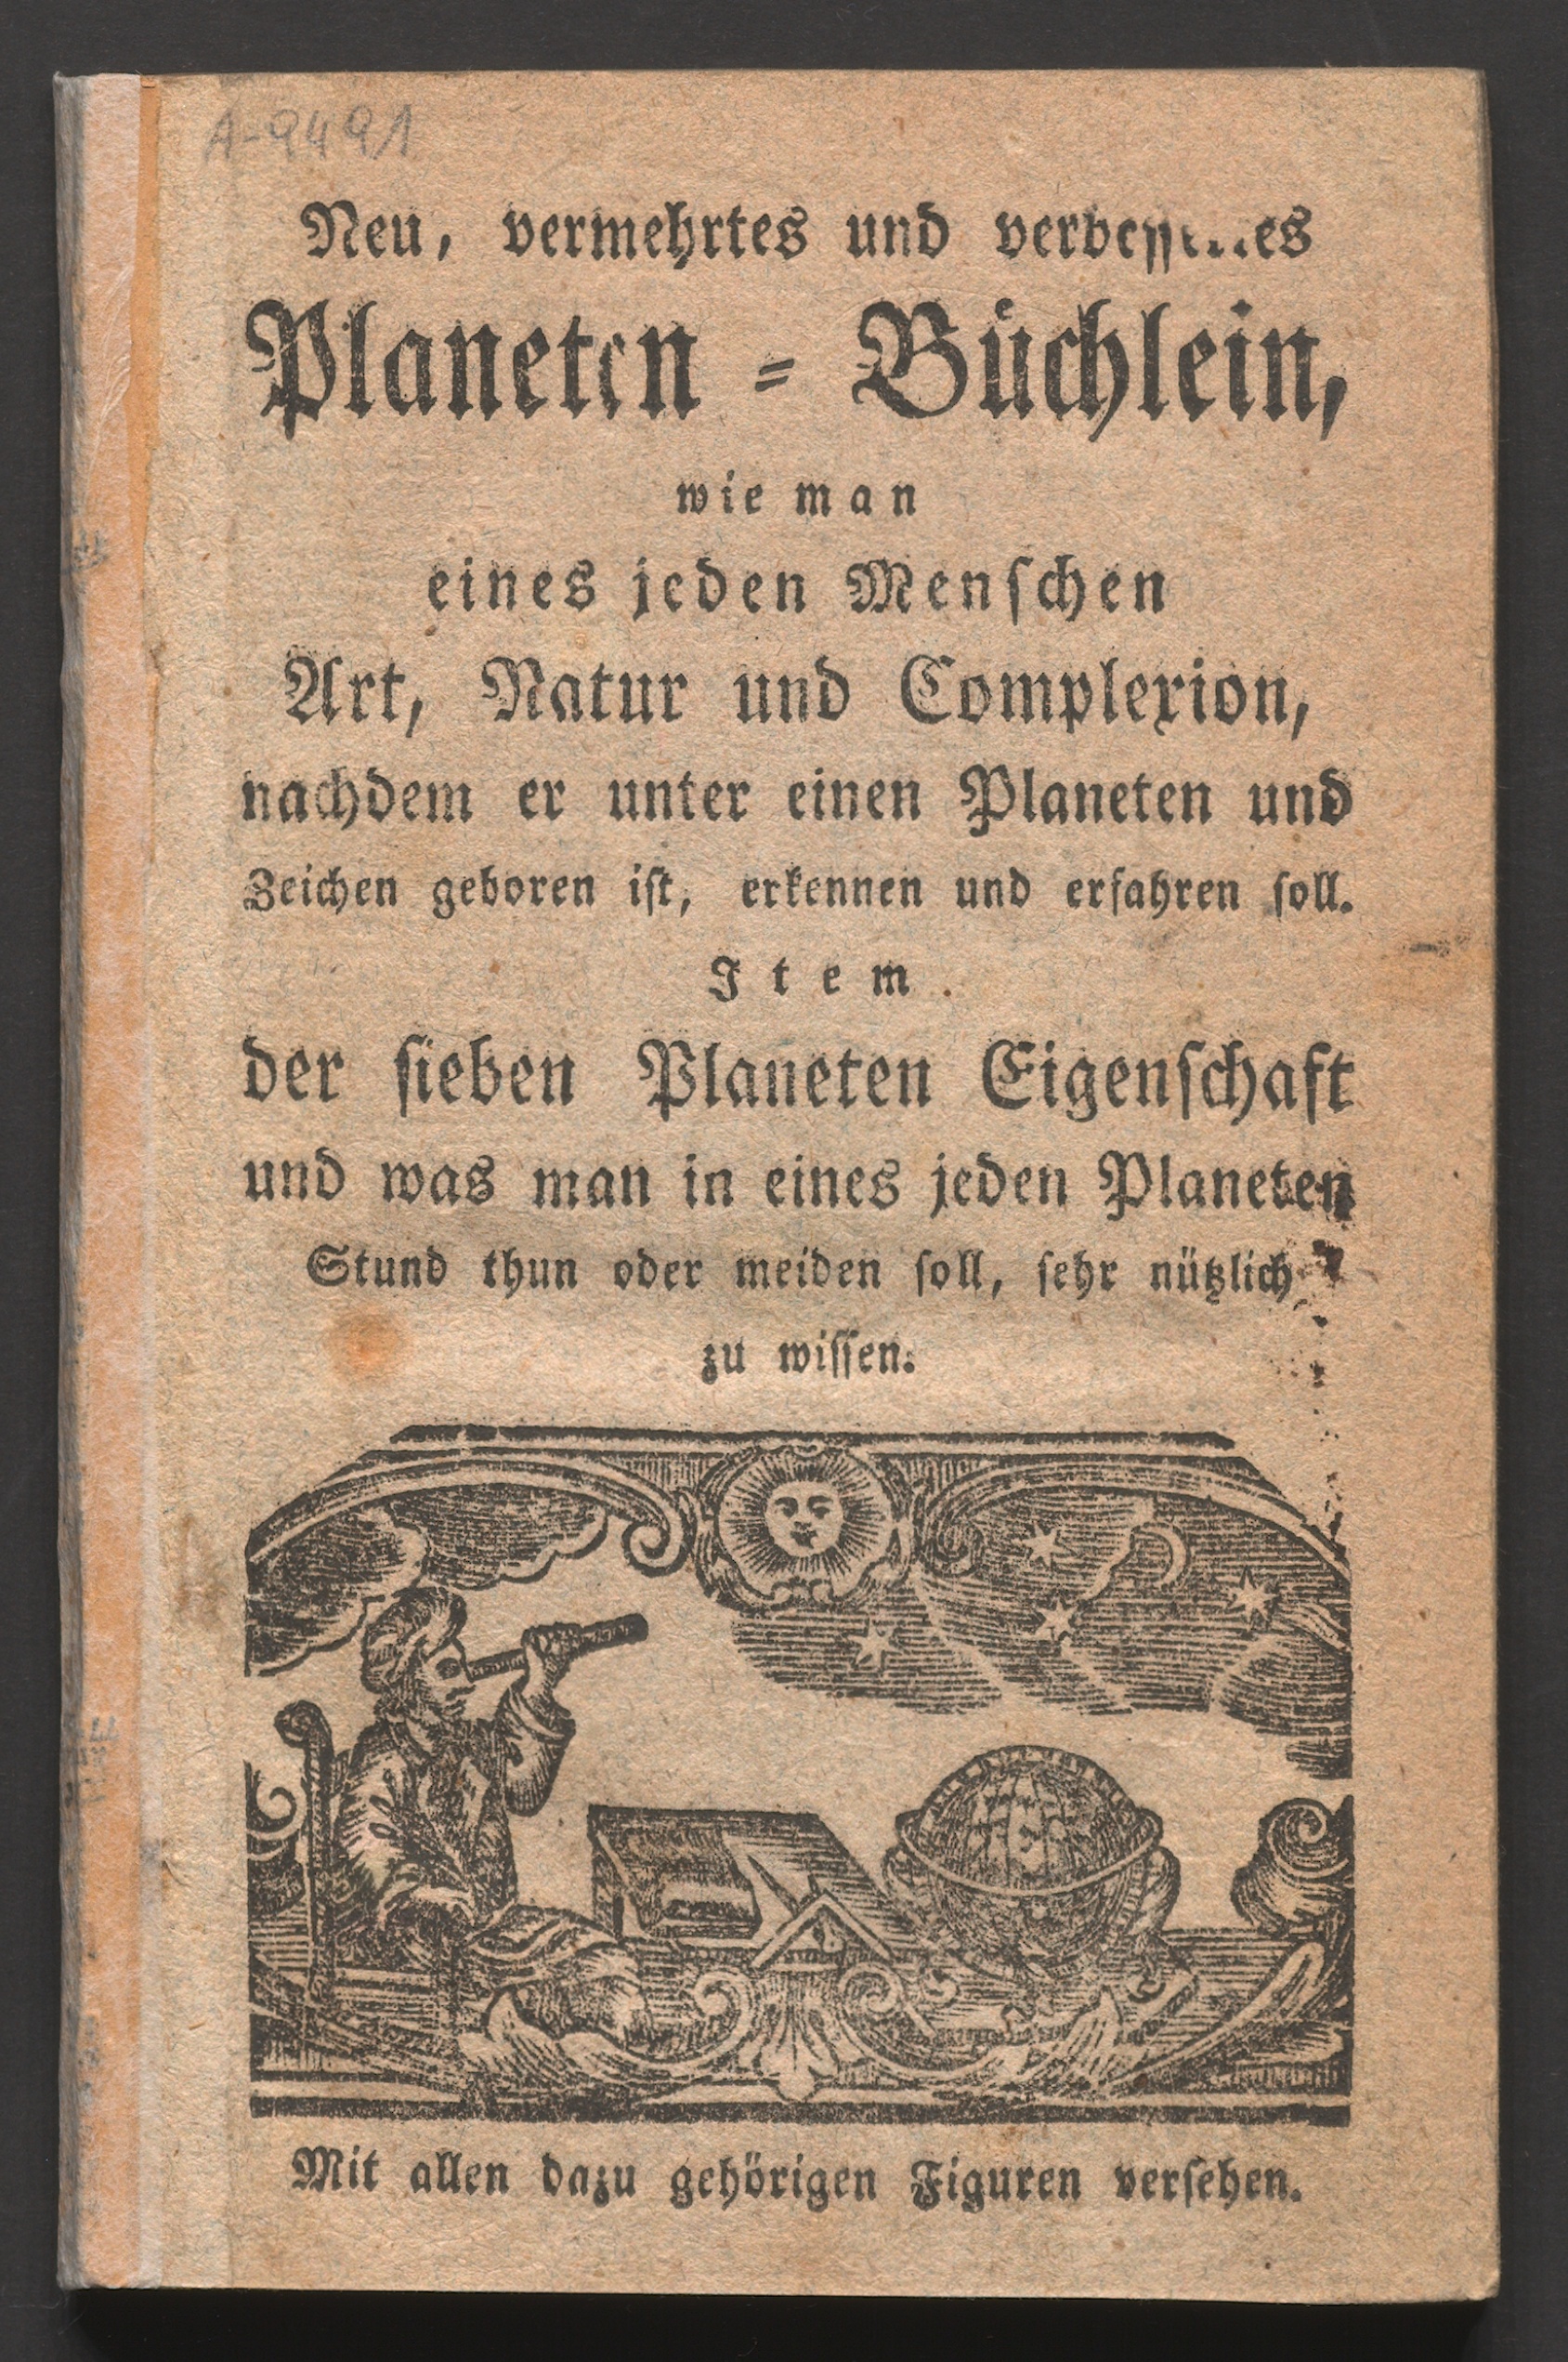 A-9491
Neu, vermehrtes und verbessertes
Planeten = Büchlein,
wie man
eines jeden Menschen
Art, Natur und Complexion,
nachdem er unter einen Planeten und
Zeichen geboren ist, erkennen und erfahren soll.
Item
der sieben Planeten Eigenschaft
und was man in eines jeden Planeten
Stund thun oder meiden soll, sehr nützlich
zu wissen.
Mit allen dazu gehörigen Figuren versehen.